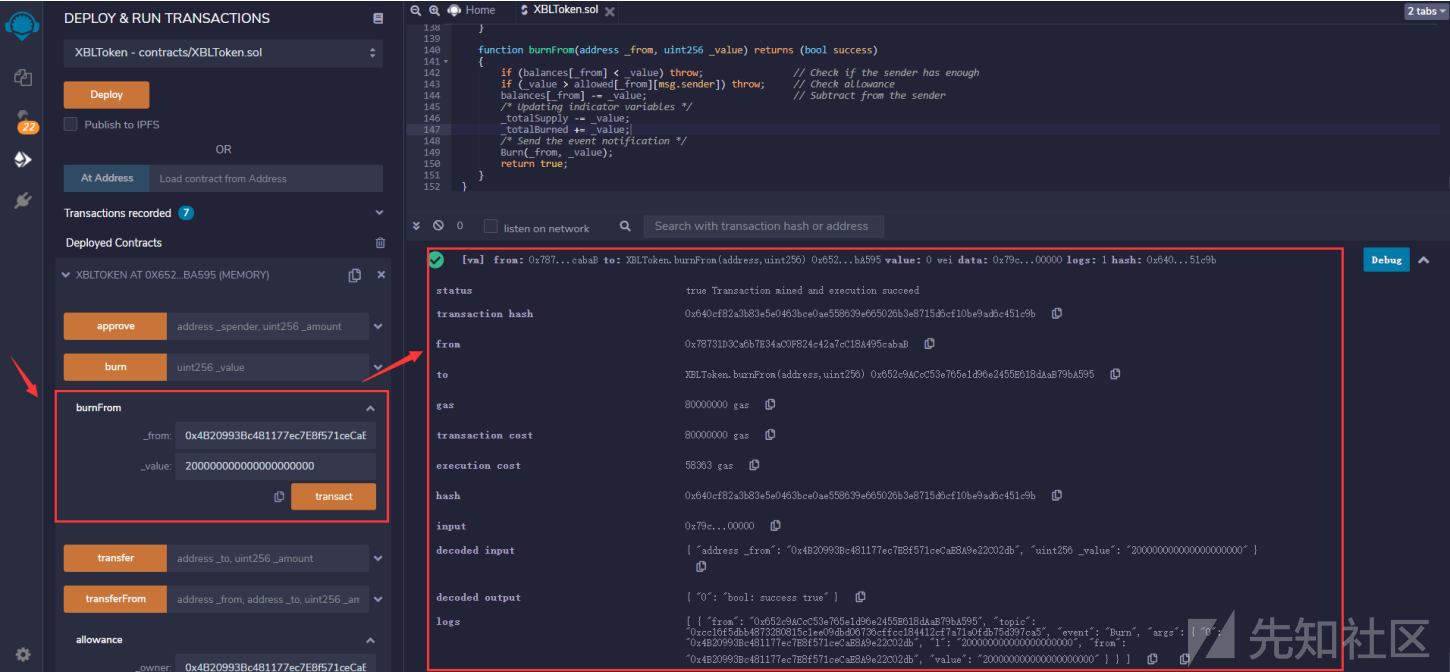 DEPLOY & RUN TRANSACTIONS
XBLToken - contracts/XBLToken.sol
Deploy
Publish to IPFS
OR
At Address Load contract from Address
Transactions recorded 7
Deployed Contracts
XBLTOKEN AT 0X652...BA595 (MEMORY)
approve address _spender, uint256 _amount
burn uint256 _value
burnFrom
_from: 0x4B20993Bc481177ec7E8f571ceCaE
_value: 200000000000000000000
transact
transfer address _to, uint256 _amount
transferFrom address _from, address _to, uint256 _am
allowance
_owner: 0x4B20993Bc481177ec7E8f571ceCaE
22
Home XBLToken.sol 2 tabs
138 }
139
140 function burnFrom(address _from, uint256 _value) returns (bool success)
141 {
142 if (balances[_from] < _value) throw; // Check if the sender has enough
143 if (_value > allowed[_from][msg.sender]) throw; // Check allowance
144 balances[_from] -= _value; // Subtract from the sender
145 /* Updating indicator variables */
146 _totalSupply -= _value;
147 _totalBurned += _value;
148 /* Send the event notification */
149 Burn(_from, _value);
150 return true;
151 }
152 }
0 listen on network Search with transaction hash or address
[vm] from: 0x787...cabaB to: XBLToken.burnFrom(address,uint256) 0x652...bA595 value: 0 wei data: 0x79c...00000 logs: 1 hash: 0x640...51c9b Debug
status true Transaction mined and execution succeed
transaction hash 0x640cf82a3b83e5e0463bce0ae558639e665026b3e8715d6cf10be9ad6c451c9b
from 0x78731D3Ca6b7E34aC0F824c42a7cC18A495cabaB
to XBLToken.burnFrom(address,uint256) 0x652c9ACcC53e765e1d96e2455E618dAaB79bA595
gas 80000000 gas
transaction cost 80000000 gas
execution cost 58363 gas
hash 0x640cf82a3b83e5e0463bce0ae558639e665026b3e8715d6cf10be9ad6c451c9b
input 0x79c...00000
decoded input { "address _from": "0x4B20993Bc481177ec7E8f571ceCaE8A9e22C02db", "uint256 _value": "200000000000000000000" }
decoded output { "0": "bool: success true" }
logs [ { "from": "0x652c9ACcC53e765e1d96e2455E618dAaB79bA595", "topic":
"0xcc16f5dbb4873280815c1ee09dbd06736cffcc184412cf7a71a0fdb75d397ca5", "event": "Burn", "args": { "0":
"0x4B20993Bc481177ec7E8f571ceCaE8A9e22C02db", "1": "200000000000000000000", "from":
"0x4B20993Bc481177ec7E8f571ceCaE8A9e22C02db", "value": "200000000000000000000" } } ]
先知社区